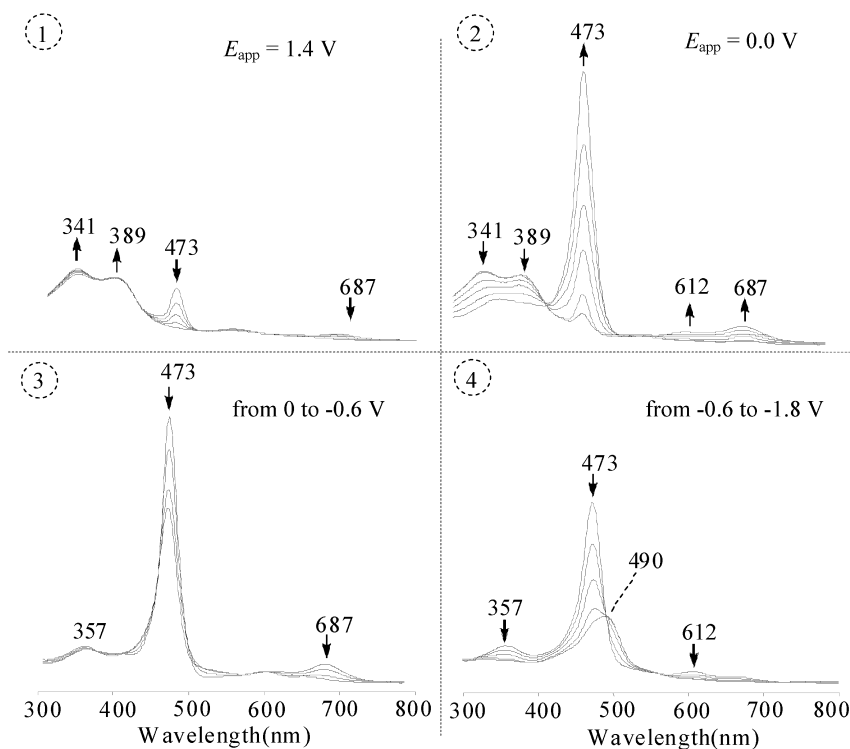 1
E_app = 1.4 V
341
389
473
687
2
473
E_app = 0.0 V
341
389
612
687
3
473
from 0 to -0.6 V
357
687
300 400 500 600 700 800
Wavelength(nm)
4
from -0.6 to -1.8 V
473
490
357
612
300 400 500 600 700 800
Wavelength(nm)